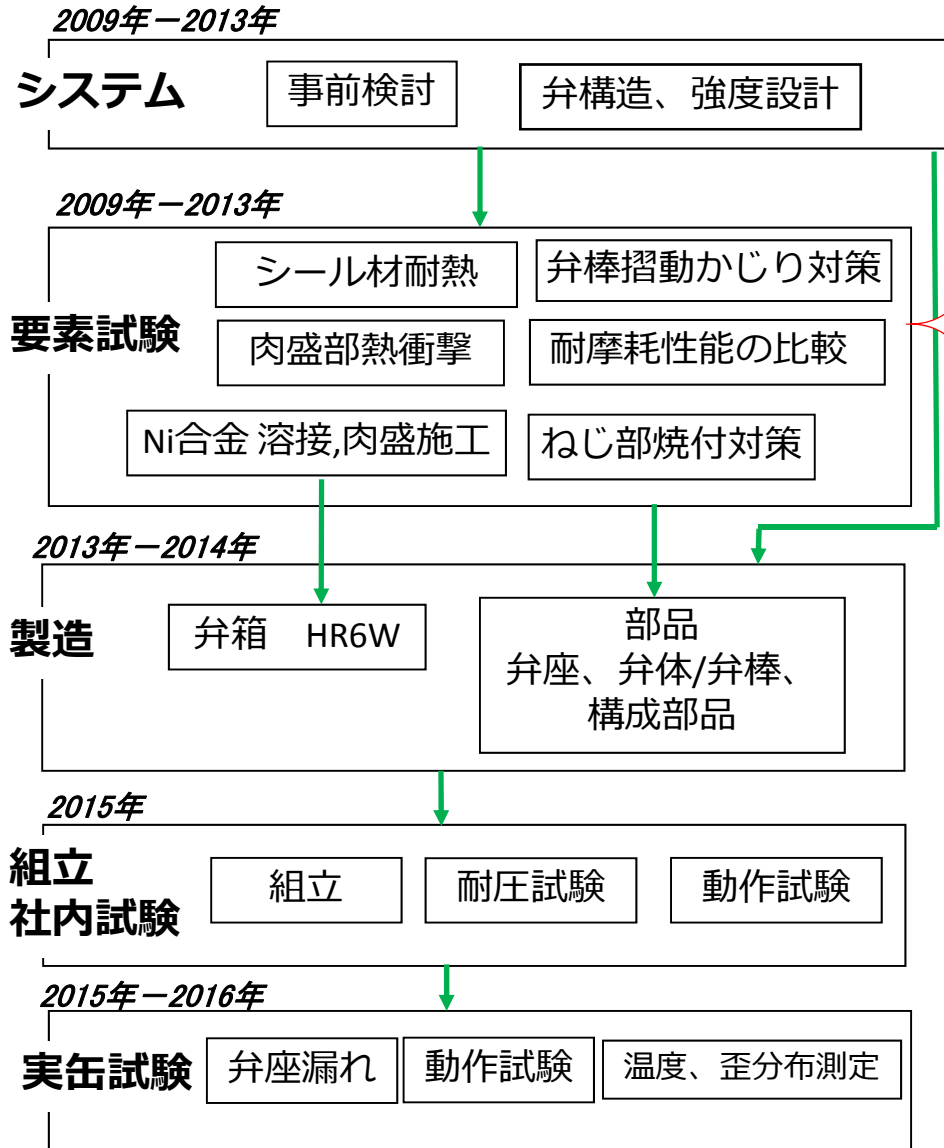 2009年－2013年
システム
事前検討
弁構造、強度設計
2009年－2013年
要素試験
シール材耐熱
弁棒摺動かじり対策
肉盛部熱衝撃
耐摩耗性能の比較
Ni合金 溶接,肉盛施工
ねじ部焼付対策
2013年－2014年
製造
弁箱　HR6W
部品
弁座、弁体/弁棒、
構成部品
2015年
組立
社内試験
組立
耐圧試験
動作試験
2015年－2016年
実缶試験
弁座漏れ
動作試験
温度、歪分布測定